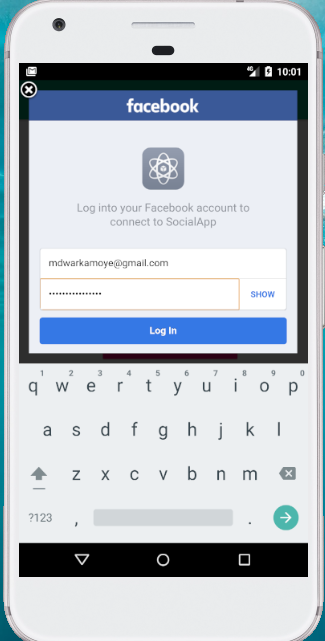 4G 10:01
facebook
Log into your Facebook account to
connect to SocialApp
mdwarkamoye@gmail.com
•••••••••••••••
SHOW
Log In
1 2 3 4 5 6 7 8 9 0
q w e r t y u i o p
a s d f g h j k l
z x c v b n m
?123 , .